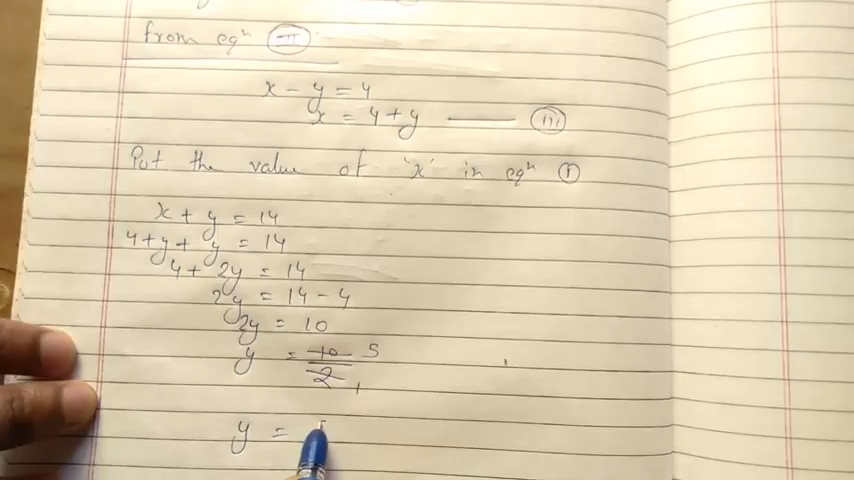 from eqⁿ II
x - y = 4
x = 4 + y —— III
Put the value of 'x' in eqⁿ I
x + y = 14
4 + y + y = 14
4 + 2y = 14
2y = 14 - 4
2y = 10
y = 10/2 5 1
y =